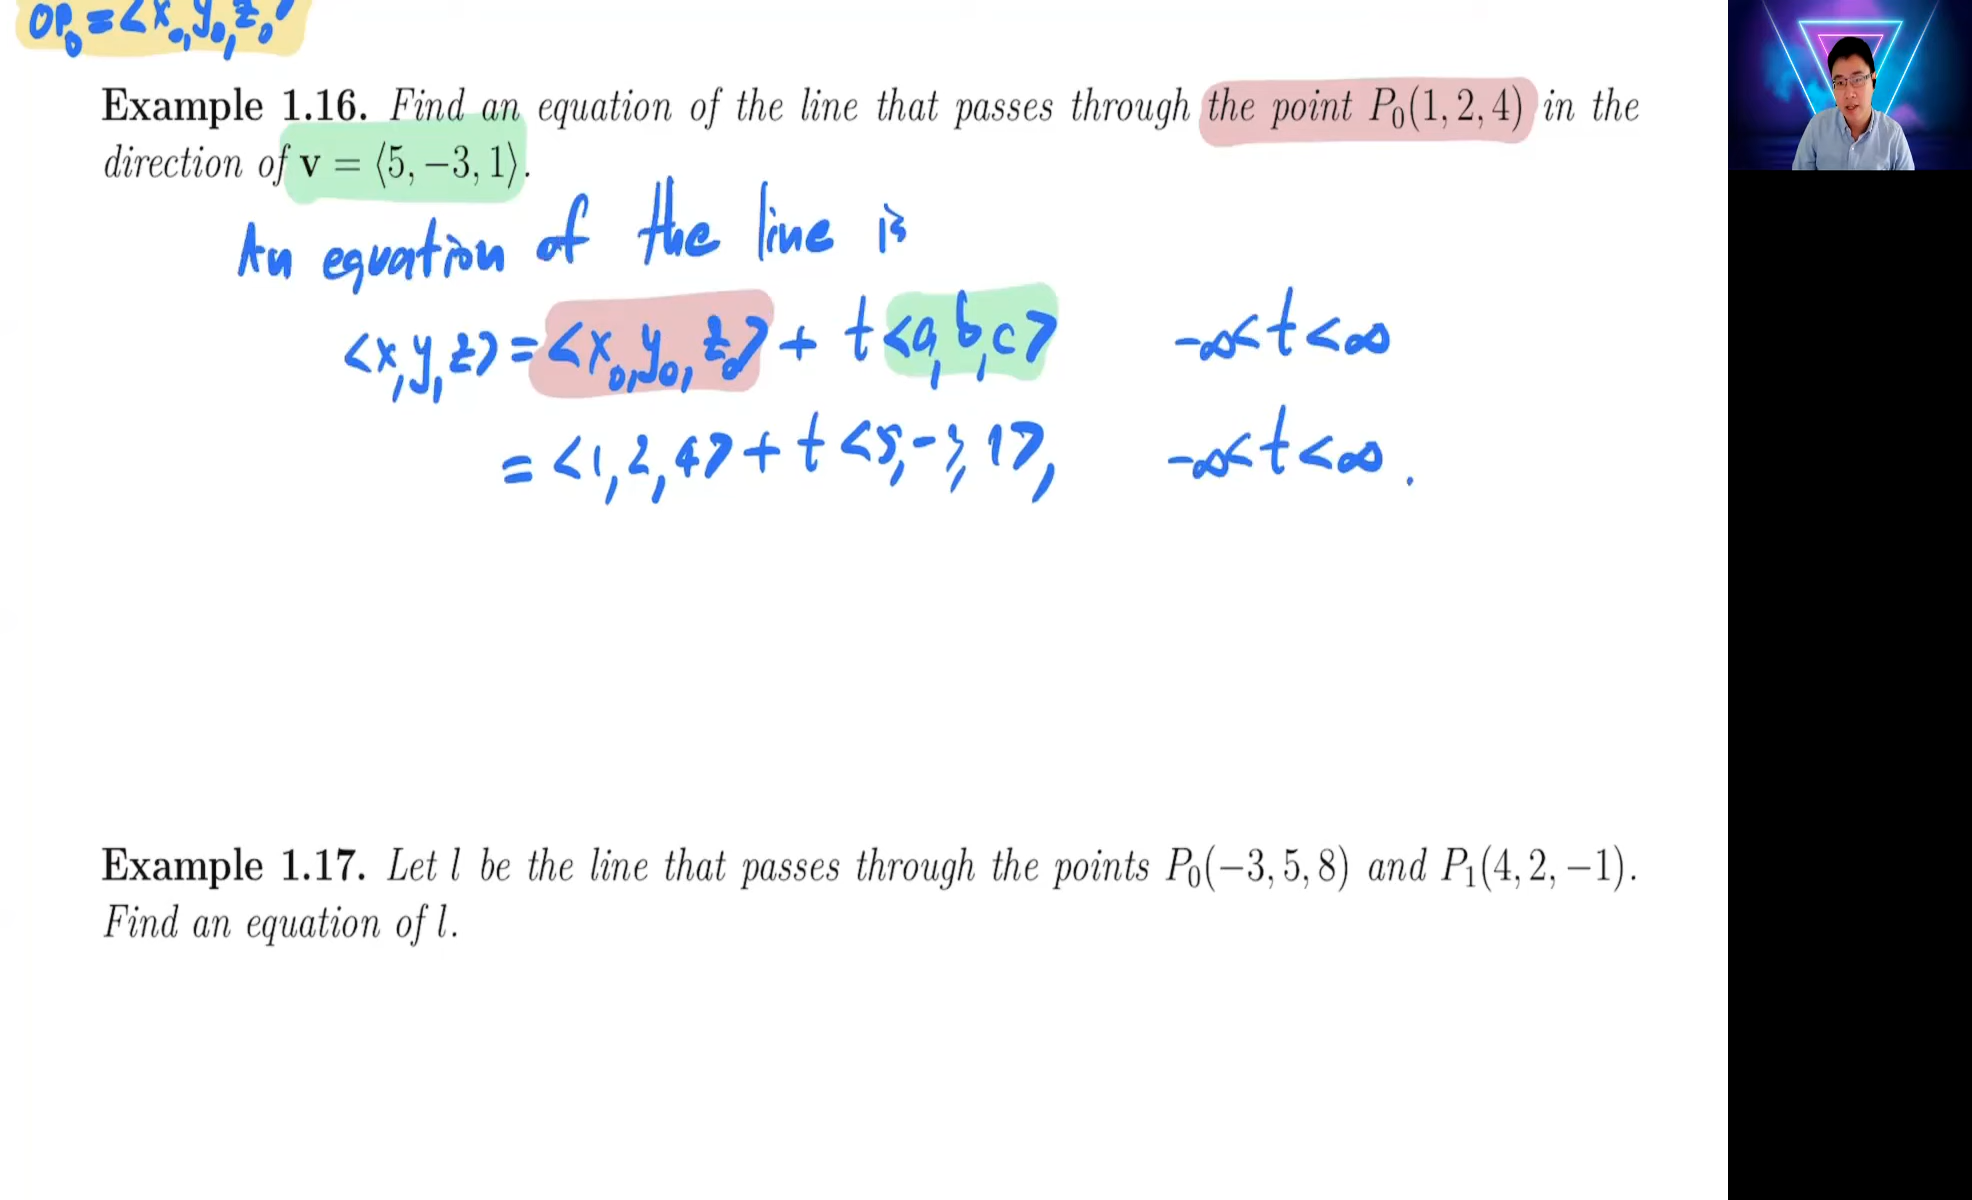 OP₀ = <x₀, y₀, z₀>
Example 1.16. Find an equation of the line that passes through the point P₀(1, 2, 4) in the
direction of v = ⟨5, −3, 1⟩.
An equation of the line is
<x, y, z> = <x₀, y₀, z₀> + t<a, b, c> -∞<t<∞
= <1, 2, 4> + t<5, -3, 1>, -∞<t<∞.
Example 1.17. Let l be the line that passes through the points P₀(−3, 5, 8) and P₁(4, 2, −1).
Find an equation of l.